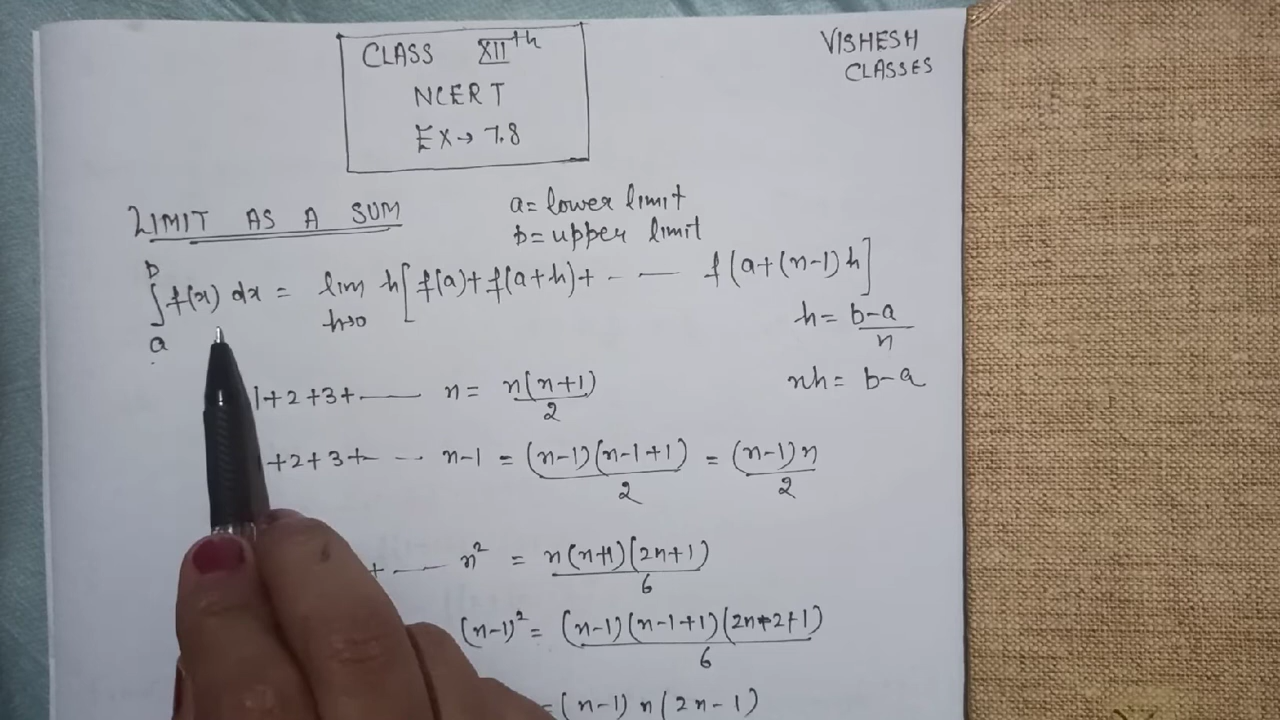 CLASS XIIth
NCERT
EX→ 7.8
VISHESH
CLASSES
LIMIT AS A SUM
a= lower limit
b= upper limit
∫ₐᵇ f(x) dx = lim h→0 h[f(a)+f(a+h)+ - — f(a+(n-1)h]
h= b-a/n
nh= b-a
1+2+3+ —— n = n(n+1)/2
1+2+3+ - -- n-1 = (n-1)(n-1+1)/2 = (n-1)n/2
+ - —— n² = n(n+1)(2n+1)/6
(n-1)² = (n-1)(n-1+1)(2n-2+1)/6
=(n-1) n(2n-1)